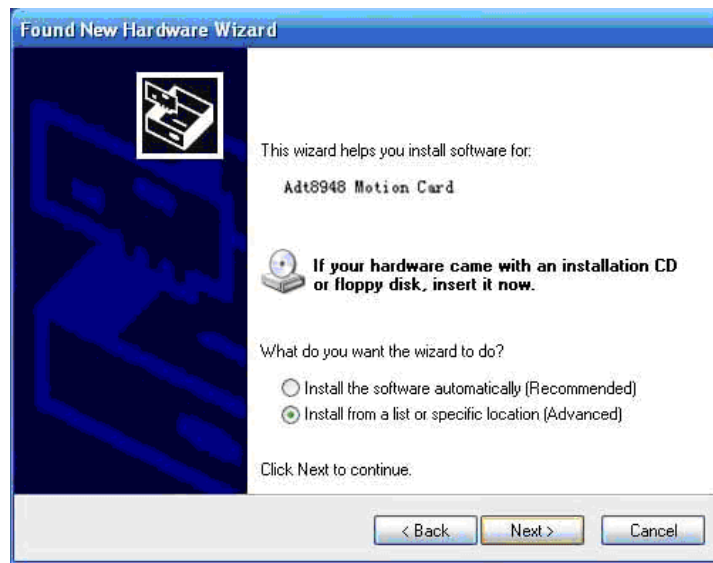 Found New Hardware Wizard
This wizard helps you install software for:
Adt8948 Motion Card
If your hardware came with an installation CD
or floppy disk, insert it now.
What do you want the wizard to do?
Install the software automatically (Recommended)
Install from a list or specific location (Advanced)
Click Next to continue.
< Back
Next >
Cancel